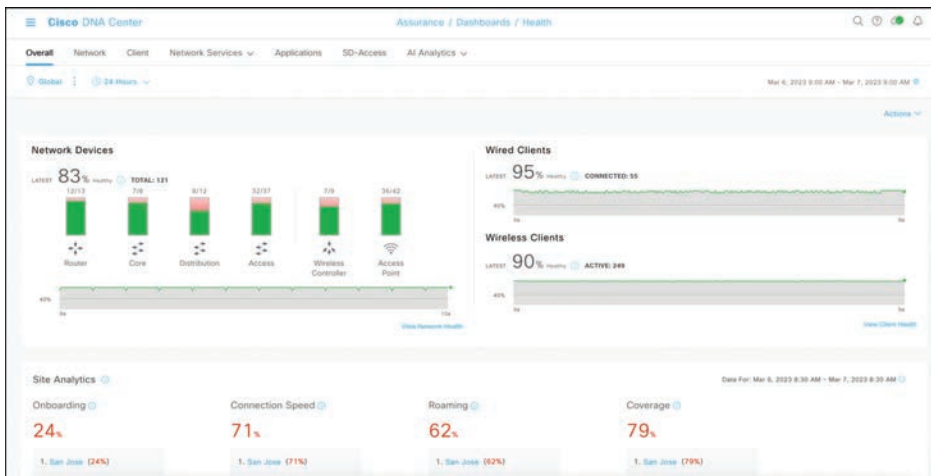 Cisco DNA Center
Assurance / Dashboards / Health
Overall Network Client Network Services Applications SD-Access AI Analytics
Global 24 Hours
Mar 6, 2023 9:00 AM - Mar 7, 2023 9:00 AM
Actions
Network Devices
LATEST 83% Healthy TOTAL: 121
12/13 7/8 8/12 32/37 7/9 36/42
Router Core Distribution Access Wireless Controller Access Point
40%
View Network Health
Wired Clients
LATEST 95% Healthy CONNECTED: 55
40%
Wireless Clients
LATEST 90% Healthy ACTIVE: 249
40%
View Client Health
Site Analytics
Data For: Mar 6, 2023 8:30 AM - Mar 7, 2023 8:30 AM
Onboarding Connection Speed Roaming Coverage
24% 71% 62% 79%
1. San Jose (24%) 1. San Jose (71%) 1. San Jose (62%) 1. San Jose (79%)